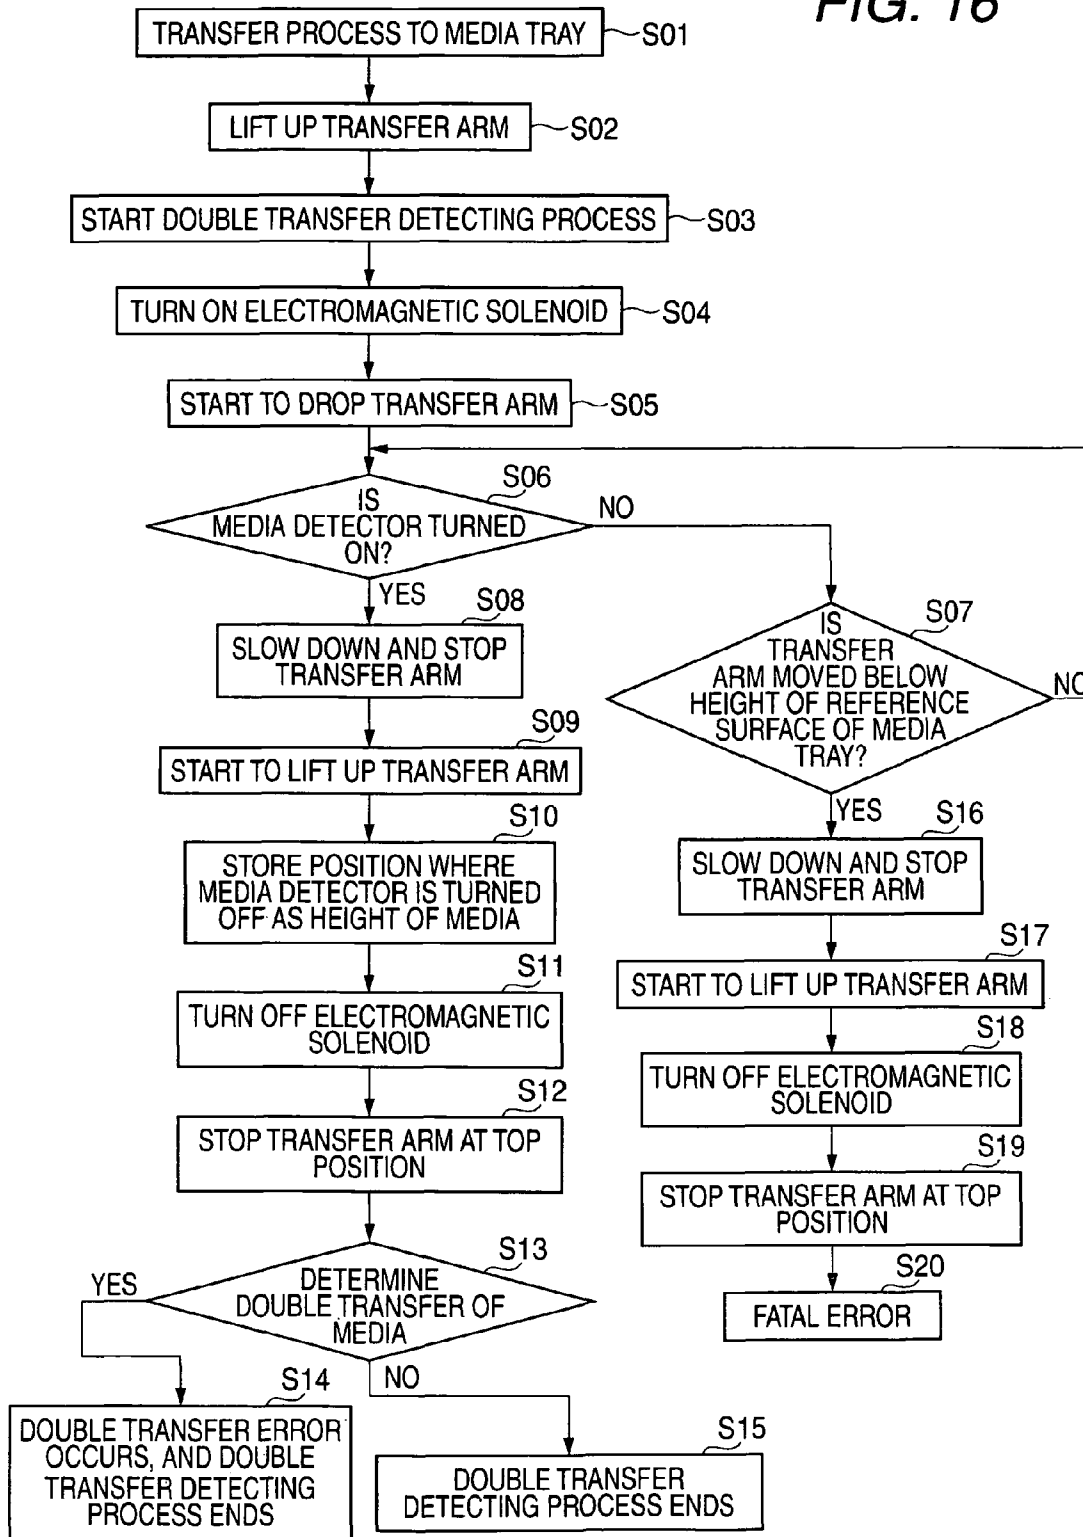 FIG. 16
TRANSFER PROCESS TO MEDIA TRAY
S01
LIFT UP TRANSFER ARM
S02
START DOUBLE TRANSFER DETECTING PROCESS
S03
TURN ON ELECTROMAGNETIC SOLENOID
S04
START TO DROP TRANSFER ARM
S05
S06
IS
MEDIA DETECTOR TURNED
ON?
NO
YES
S07
IS
TRANSFER
ARM MOVED BELOW
HEIGHT OF REFERENCE
SURFACE OF MEDIA
TRAY?
NO
YES
S08
SLOW DOWN AND STOP
TRANSFER ARM
S09
START TO LIFT UP TRANSFER ARM
S10
STORE POSITION WHERE
MEDIA DETECTOR IS TURNED
OFF AS HEIGHT OF MEDIA
S11
TURN OFF ELECTROMAGNETIC
SOLENOID
S12
STOP TRANSFER ARM AT TOP
POSITION
S13
DETERMINE
DOUBLE TRANSFER OF
MEDIA
YES
NO
S14
DOUBLE TRANSFER ERROR
OCCURS, AND DOUBLE
TRANSFER DETECTING
PROCESS ENDS
S15
DOUBLE TRANSFER
DETECTING PROCESS ENDS
S16
SLOW DOWN AND STOP
TRANSFER ARM
S17
START TO LIFT UP TRANSFER ARM
S18
TURN OFF ELECTROMAGNETIC
SOLENOID
S19
STOP TRANSFER ARM AT TOP
POSITION
S20
FATAL ERROR